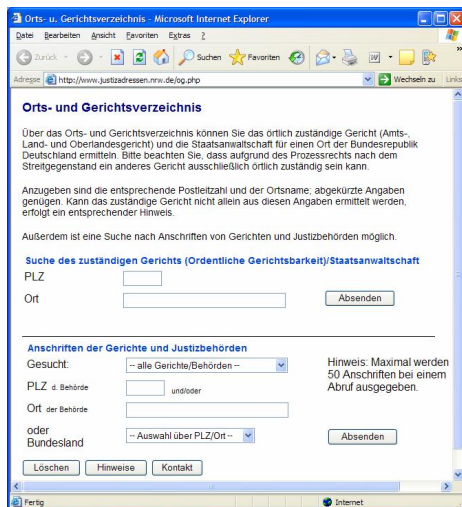 Orts- u. Gerichtsverzeichnis - Microsoft Internet Explorer
Datei Bearbeiten Ansicht Favoriten Extras ?
Zurück Suchen Favoriten
Adresse http://www.justizadressen.nrw.de/og.php Wechseln zu Links
Orts- und Gerichtsverzeichnis
Über das Orts- und Gerichtsverzeichnis können Sie das örtlich zuständige Gericht (Amts-,
Land- und Oberlandesgericht) und die Staatsanwaltschaft für einen Ort der Bundesrepublik
Deutschland ermitteln. Bitte beachten Sie, dass aufgrund des Prozessrechts nach dem
Streitgegenstand ein anderes Gericht ausschließlich örtlich zuständig sein kann.
Anzugeben sind die entsprechende Postleitzahl und der Ortsname; abgekürzte Angaben
genügen. Kann das zuständige Gericht nicht allein aus diesen Angaben ermittelt werden,
erfolgt ein entsprechender Hinweis.
Außerdem ist eine Suche nach Anschriften von Gerichten und Justizbehörden möglich.
Suche des zuständigen Gerichts (Ordentliche Gerichtsbarkeit)/Staatsanwaltschaft
PLZ
Ort Absenden
Anschriften der Gerichte und Justizbehörden
Gesucht: -- alle Gerichte/Behörden -- Hinweis: Maximal werden
50 Anschriften bei einem
Abruf ausgegeben.
PLZ d. Behörde und/oder
Ort der Behörde
oder
Bundesland -- Auswahl über PLZ/Ort -- Absenden
Löschen Hinweise Kontakt
Fertig Internet